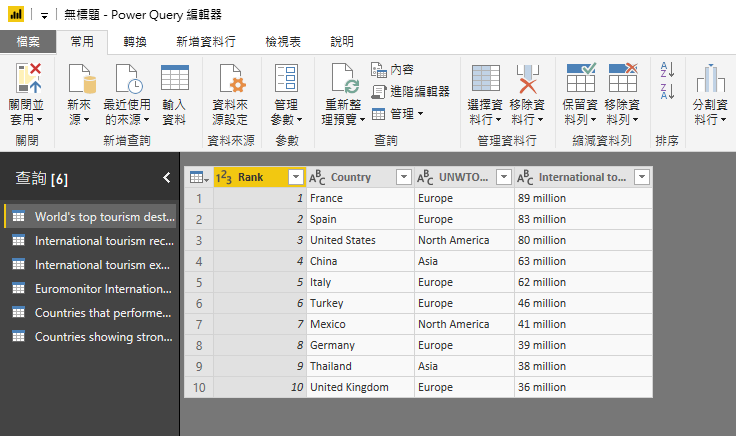 無標題 - Power Query 編輯器
檔案 常用 轉換 新增資料行 檢視表 說明
關閉並套用 新來源 最近使用的來源 輸入資料 資料來源設定 管理參數 重新整理預覽 內容 進階編輯器 管理 選擇資料行 移除資料行 保留資料列 移除資料列 分割資料行
關閉 新增查詢 資料來源 參數 查詢 管理資料行 縮減資料列 排序
查詢 [6]
World's top tourism dest...
International tourism rec...
International tourism ex...
Euromonitor Internation...
Countries that performe...
Countries showing stron...
1 2 3 Rank ABC Country ABC UNWTO... ABC International to...
1 1 France Europe 89 million
2 2 Spain Europe 83 million
3 3 United States North America 80 million
4 4 China Asia 63 million
5 5 Italy Europe 62 million
6 6 Turkey Europe 46 million
7 7 Mexico North America 41 million
8 8 Germany Europe 39 million
9 9 Thailand Asia 38 million
10 10 United Kingdom Europe 36 million